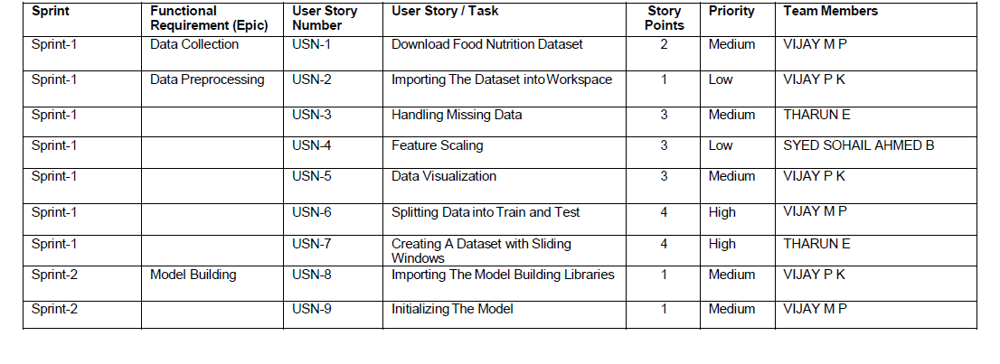 Sprint Functional Requirement (Epic) User Story Number User Story / Task Story Points Priority Team Members
Sprint-1 Data Collection USN-1 Download Food Nutrition Dataset 2 Medium VIJAY M P
Sprint-1 Data Preprocessing USN-2 Importing The Dataset into Workspace 1 Low VIJAY P K
Sprint-1 USN-3 Handling Missing Data 3 Medium THARUN E
Sprint-1 USN-4 Feature Scaling 3 Low SYED SOHAIL AHMED B
Sprint-1 USN-5 Data Visualization 3 Medium VIJAY P K
Sprint-1 USN-6 Splitting Data into Train and Test 4 High VIJAY M P
Sprint-1 USN-7 Creating A Dataset with Sliding Windows 4 High THARUN E
Sprint-2 Model Building USN-8 Importing The Model Building Libraries 1 Medium VIJAY P K
Sprint-2 USN-9 Initializing The Model 1 Medium VIJAY M P